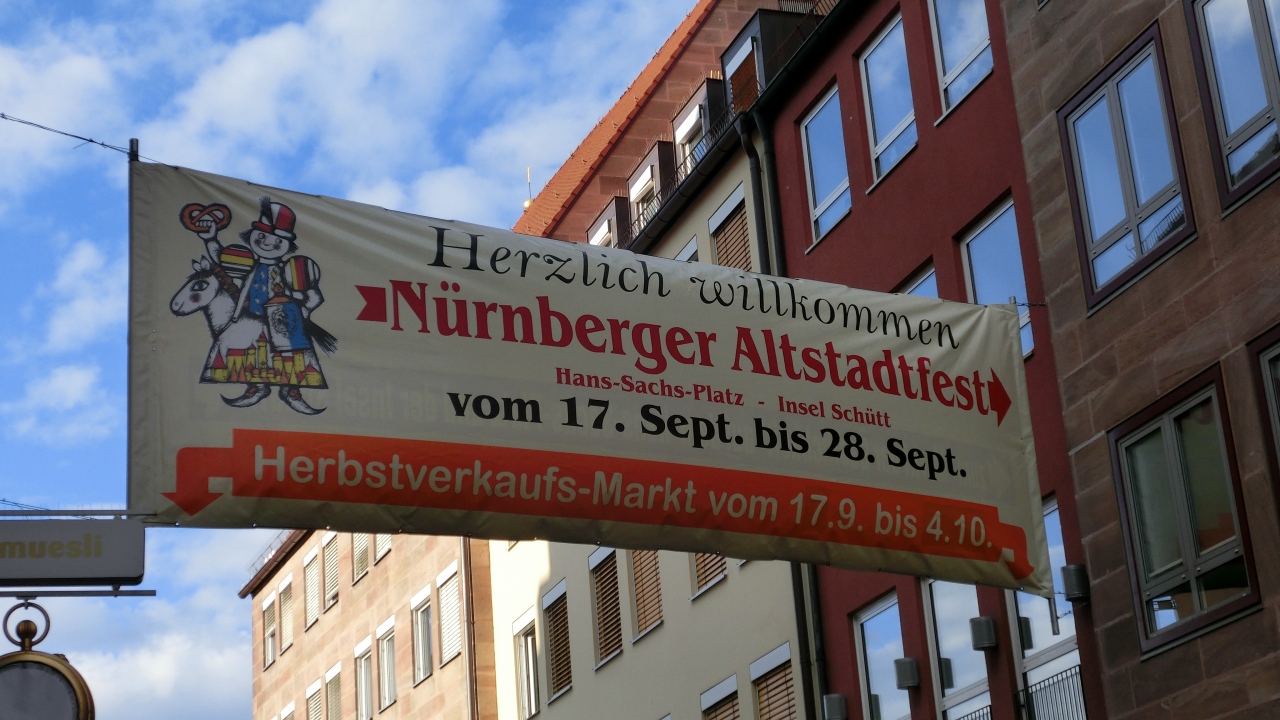 Herzlich willkommen
Nürnberger Altstadtfest
Hans-Sachs-Platz - Insel Schütt
vom 17. Sept. bis 28. Sept.
Herbstverkaufs-Markt vom 17.9. bis 4.10.
muesli